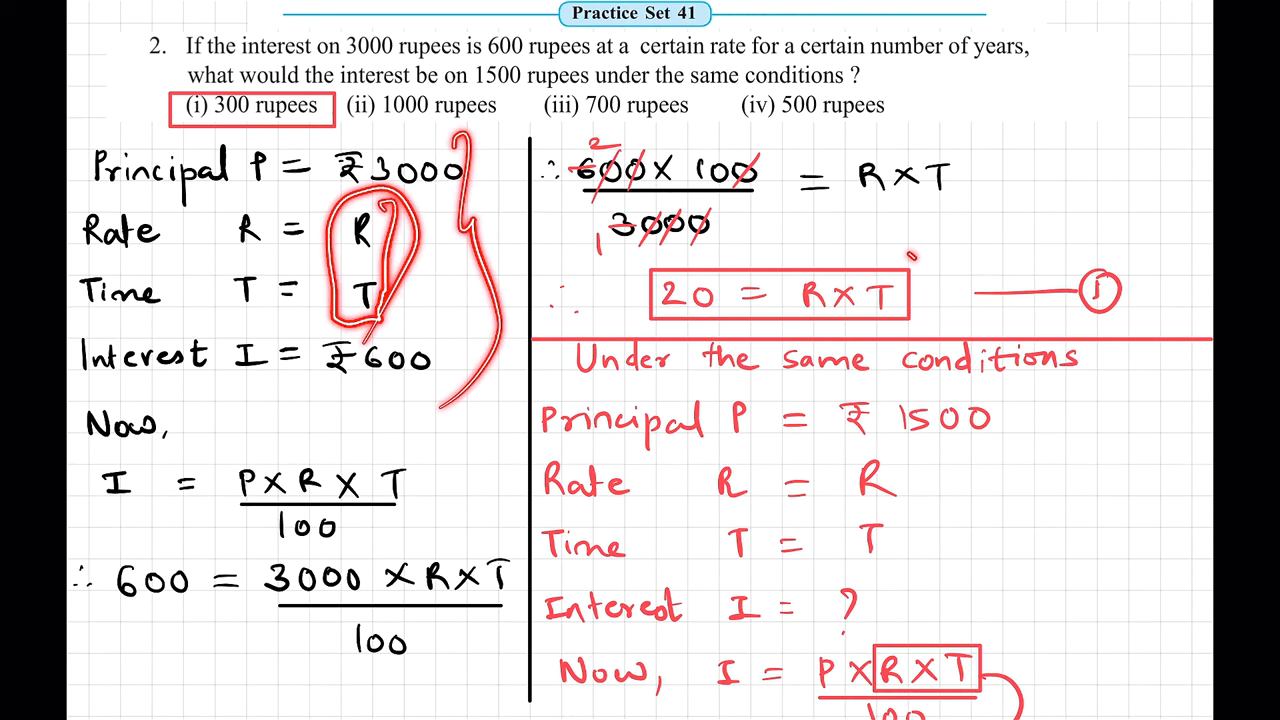 Practice Set 41
2. If the interest on 3000 rupees is 600 rupees at a certain rate for a certain number of years,
what would the interest be on 1500 rupees under the same conditions ?
(i) 300 rupees (ii) 1000 rupees (iii) 700 rupees (iv) 500 rupees
Principal P = ₹3000
Rate R = R
Time T = T
Interest I = ₹600
Now,
I = P×R×T
100
∴ 600 = 3000 ×R×T
100
2
∴ 600 × 100 = R×T
1 3000
∴ 20 = R×T I
Under the same conditions
Principal P = ₹ 1500
Rate R = R
Time T = T
Interest I = ?
Now, I = P×R×T
100